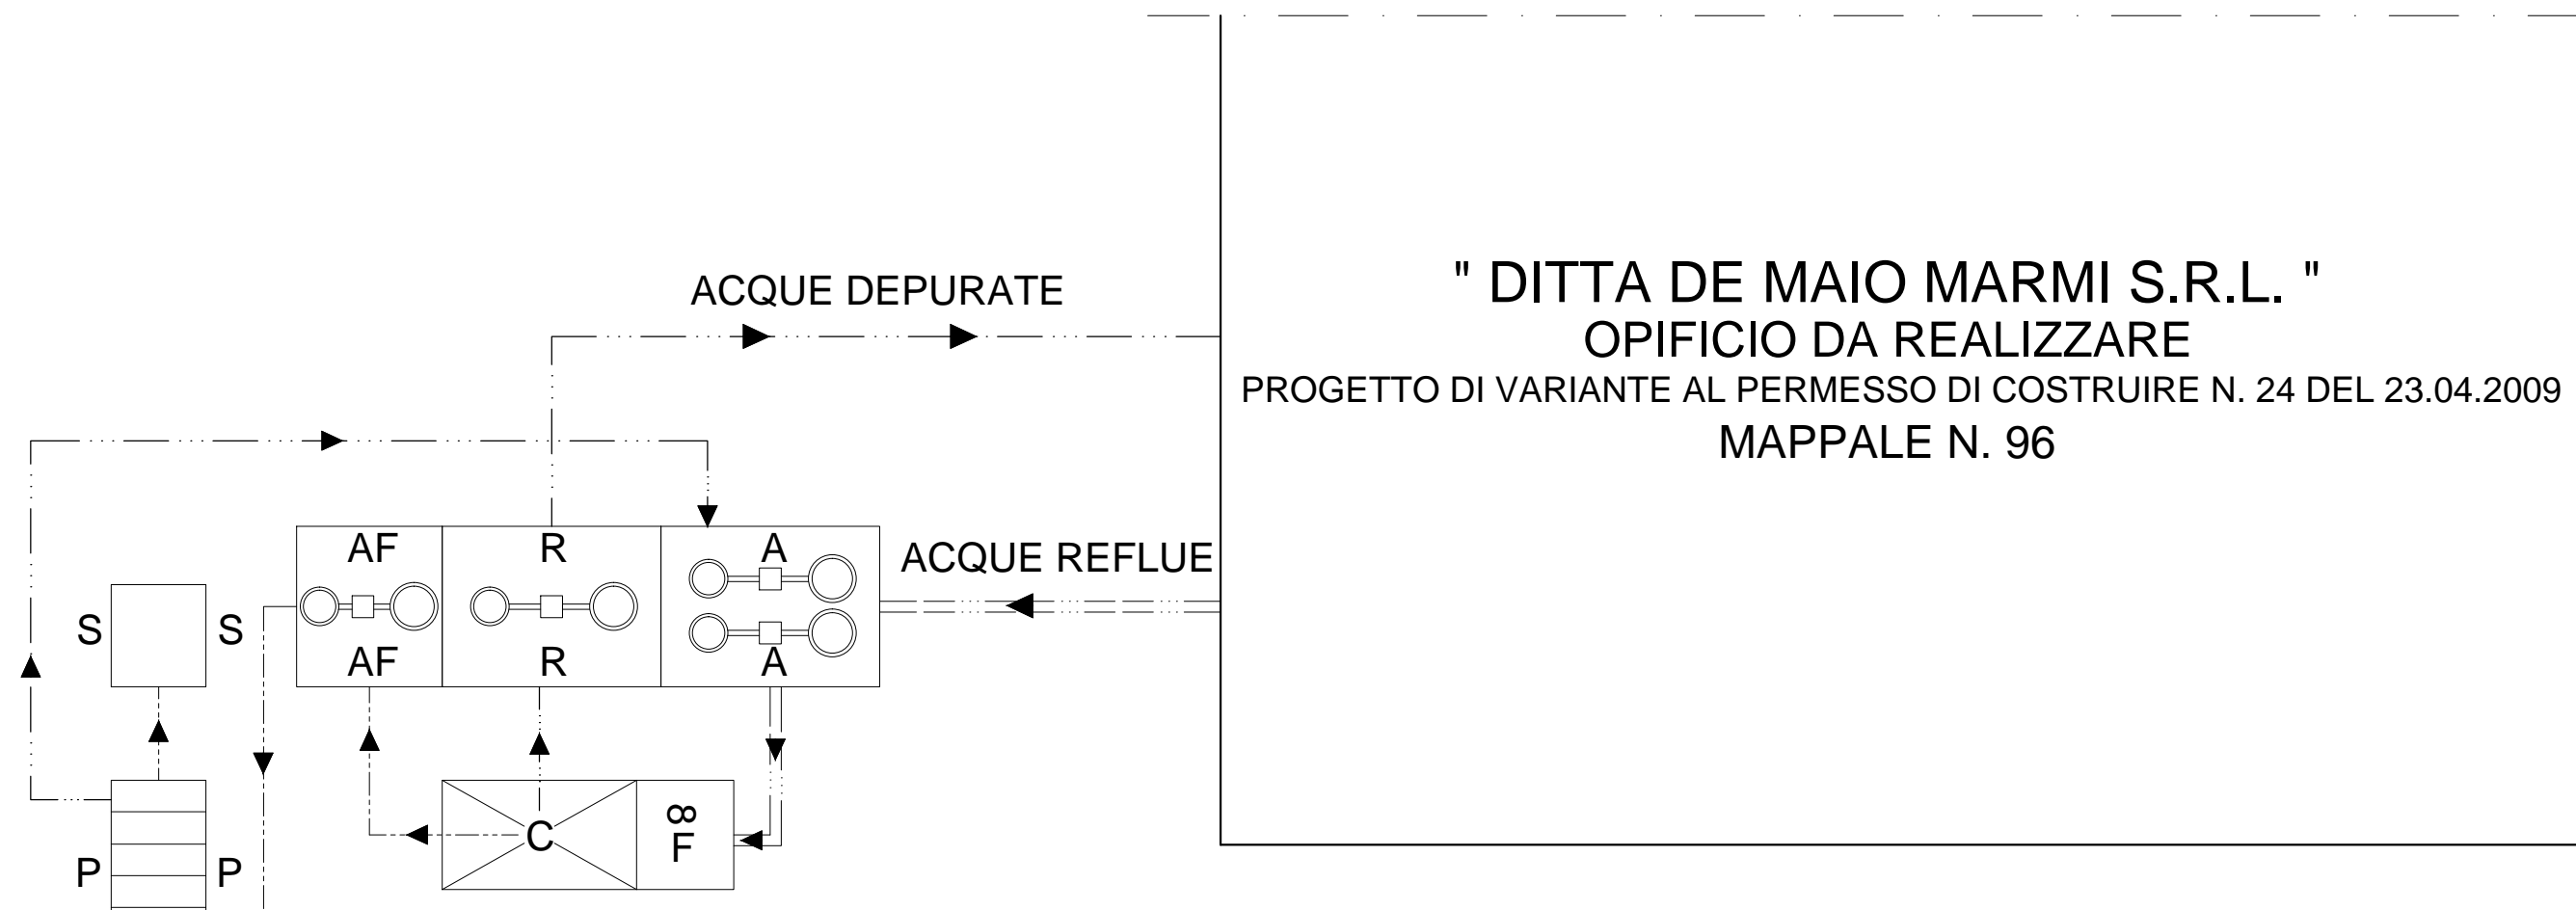 " DITTA DE MAIO MARMI S.R.L. "
OPIFICIO DA REALIZZARE
PROGETTO DI VARIANTE AL PERMESSO DI COSTRUIRE N. 24 DEL 23.04.2009
MAPPALE N. 96
ACQUE DEPURATE
ACQUE REFLUE
AF R A
S S
AF R A
C 8
F
P P